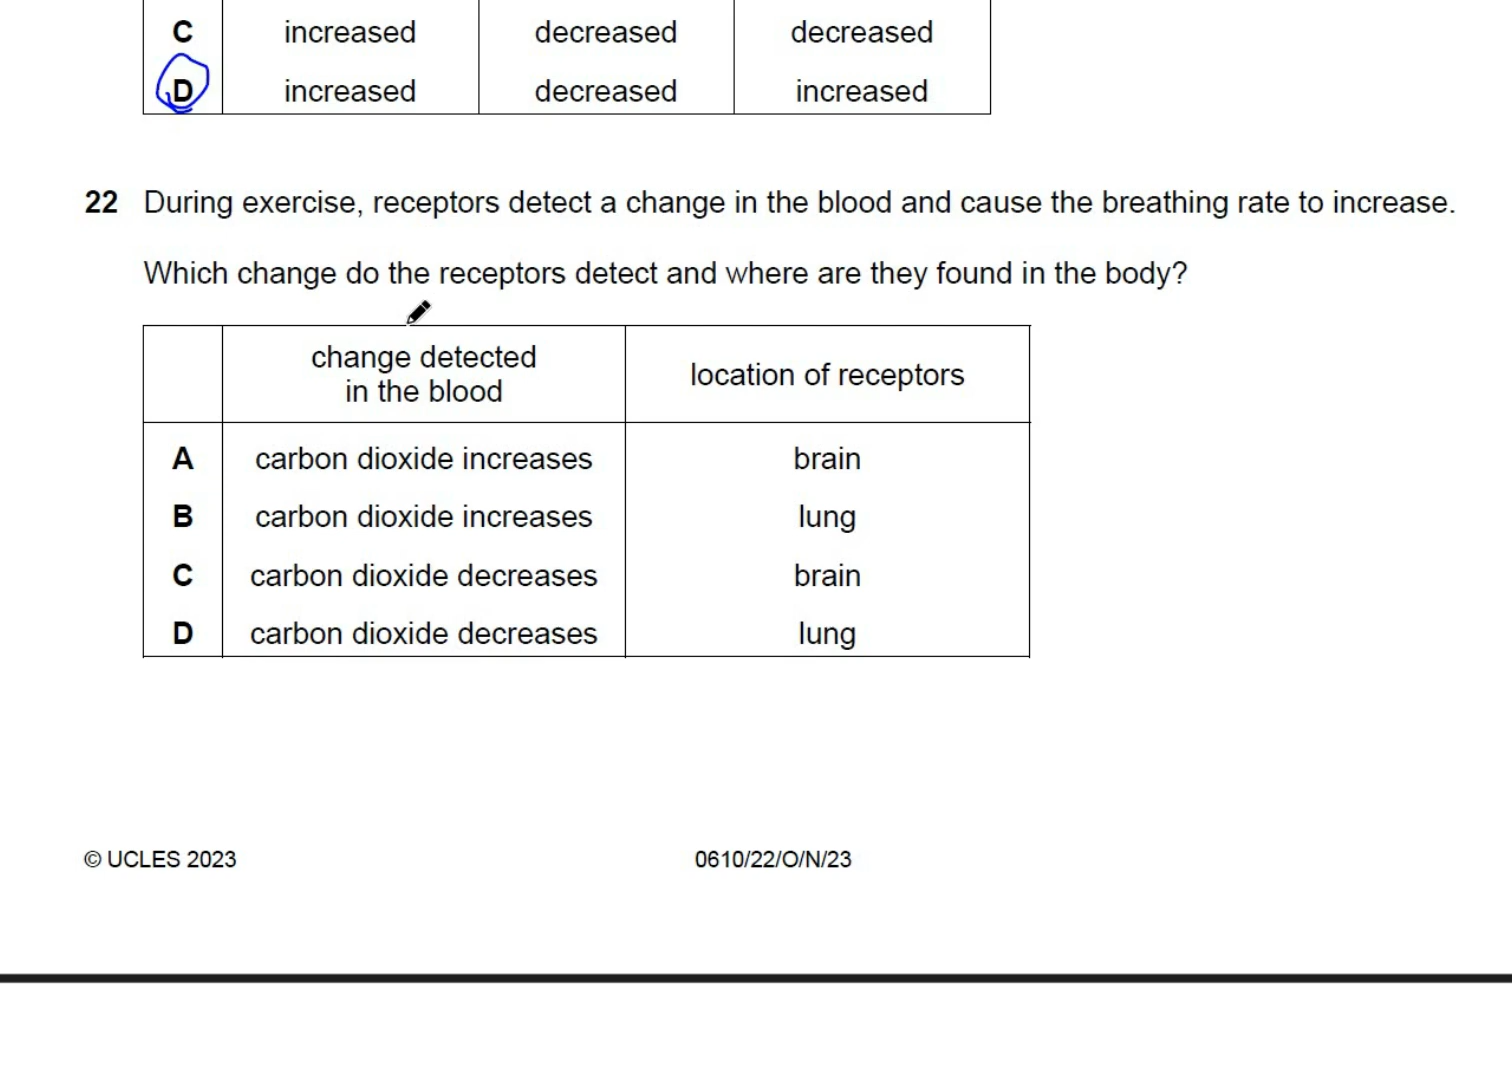 C increased decreased decreased
D increased decreased increased
22 During exercise, receptors detect a change in the blood and cause the breathing rate to increase.
Which change do the receptors detect and where are they found in the body?
change detected
in the blood
location of receptors
A carbon dioxide increases brain
B carbon dioxide increases lung
C carbon dioxide decreases brain
D carbon dioxide decreases lung
© UCLES 2023 0610/22/O/N/23